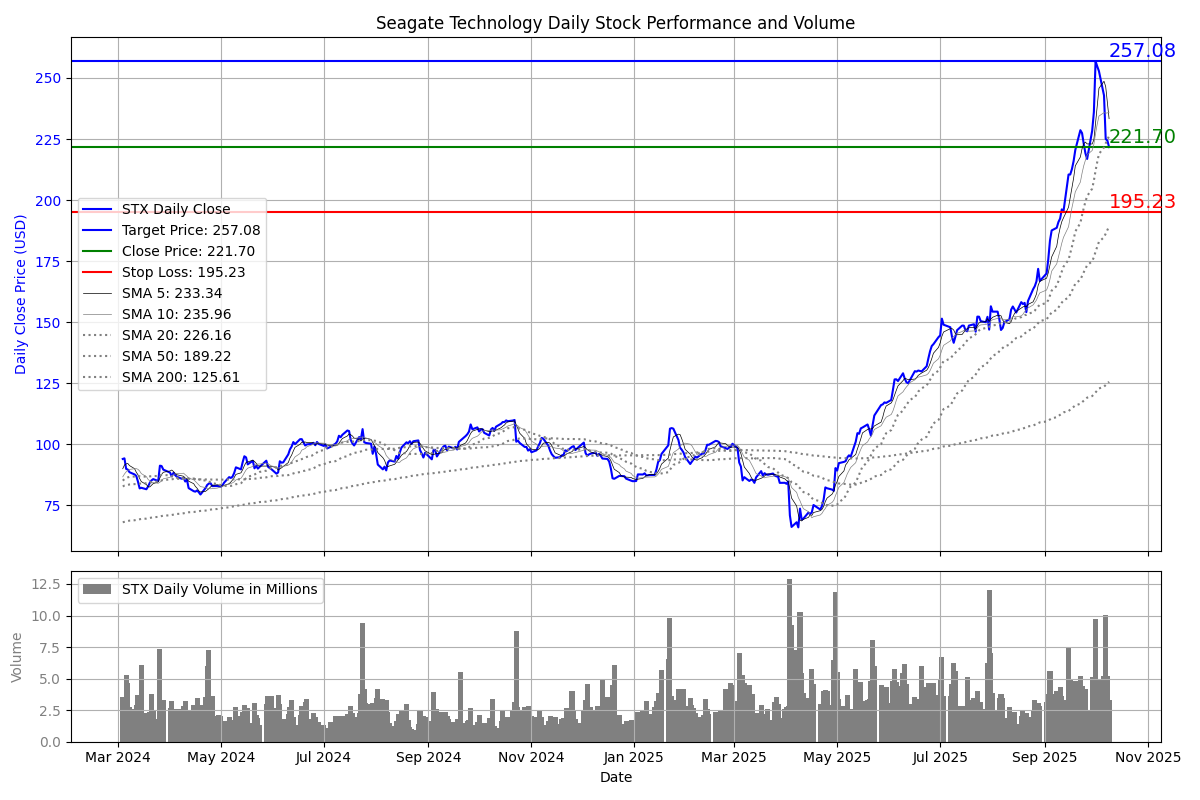 Seagate Technology Daily Stock Performance and Volume
257.08
221.70
195.23
Daily Close Price (USD)
250
225
200
175
150
125
100
75
STX Daily Close
Target Price: 257.08
Close Price: 221.70
Stop Loss: 195.23
SMA 5: 233.34
SMA 10: 235.96
SMA 20: 226.16
SMA 50: 189.22
SMA 200: 125.61
Volume
12.5
10.0
7.5
5.0
2.5
0.0
STX Daily Volume in Millions
Mar 2024 May 2024 Jul 2024 Sep 2024 Nov 2024 Jan 2025 Mar 2025 May 2025 Jul 2025 Sep 2025 Nov 2025
Date